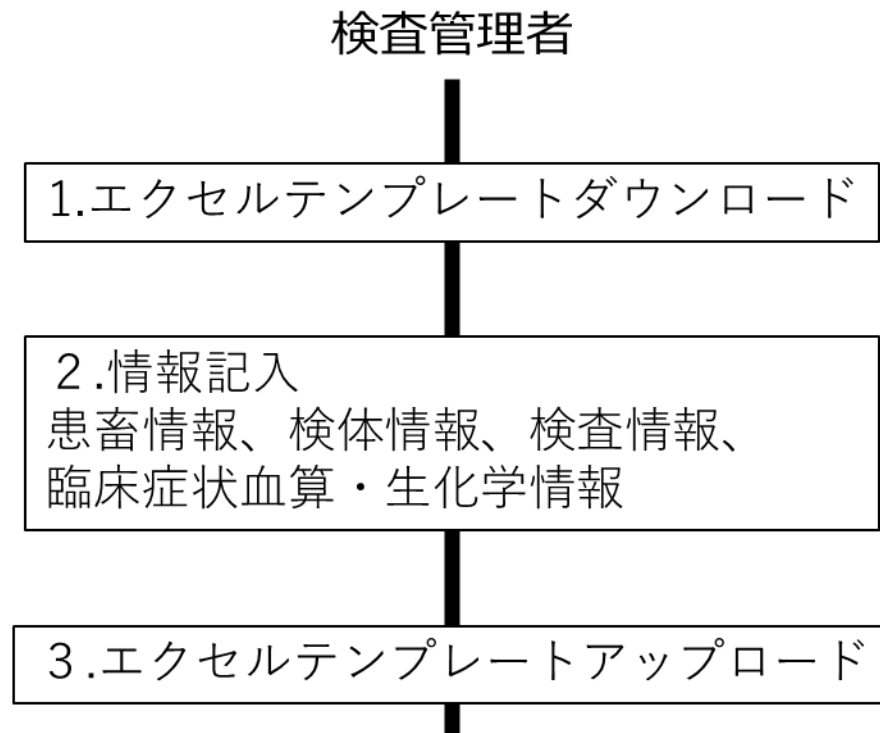 検査管理者
1.エクセルテンプレートダウンロード
２.情報記入
患畜情報、検体情報、検査情報、
臨床症状血算・生化学情報
３.エクセルテンプレートアップロード